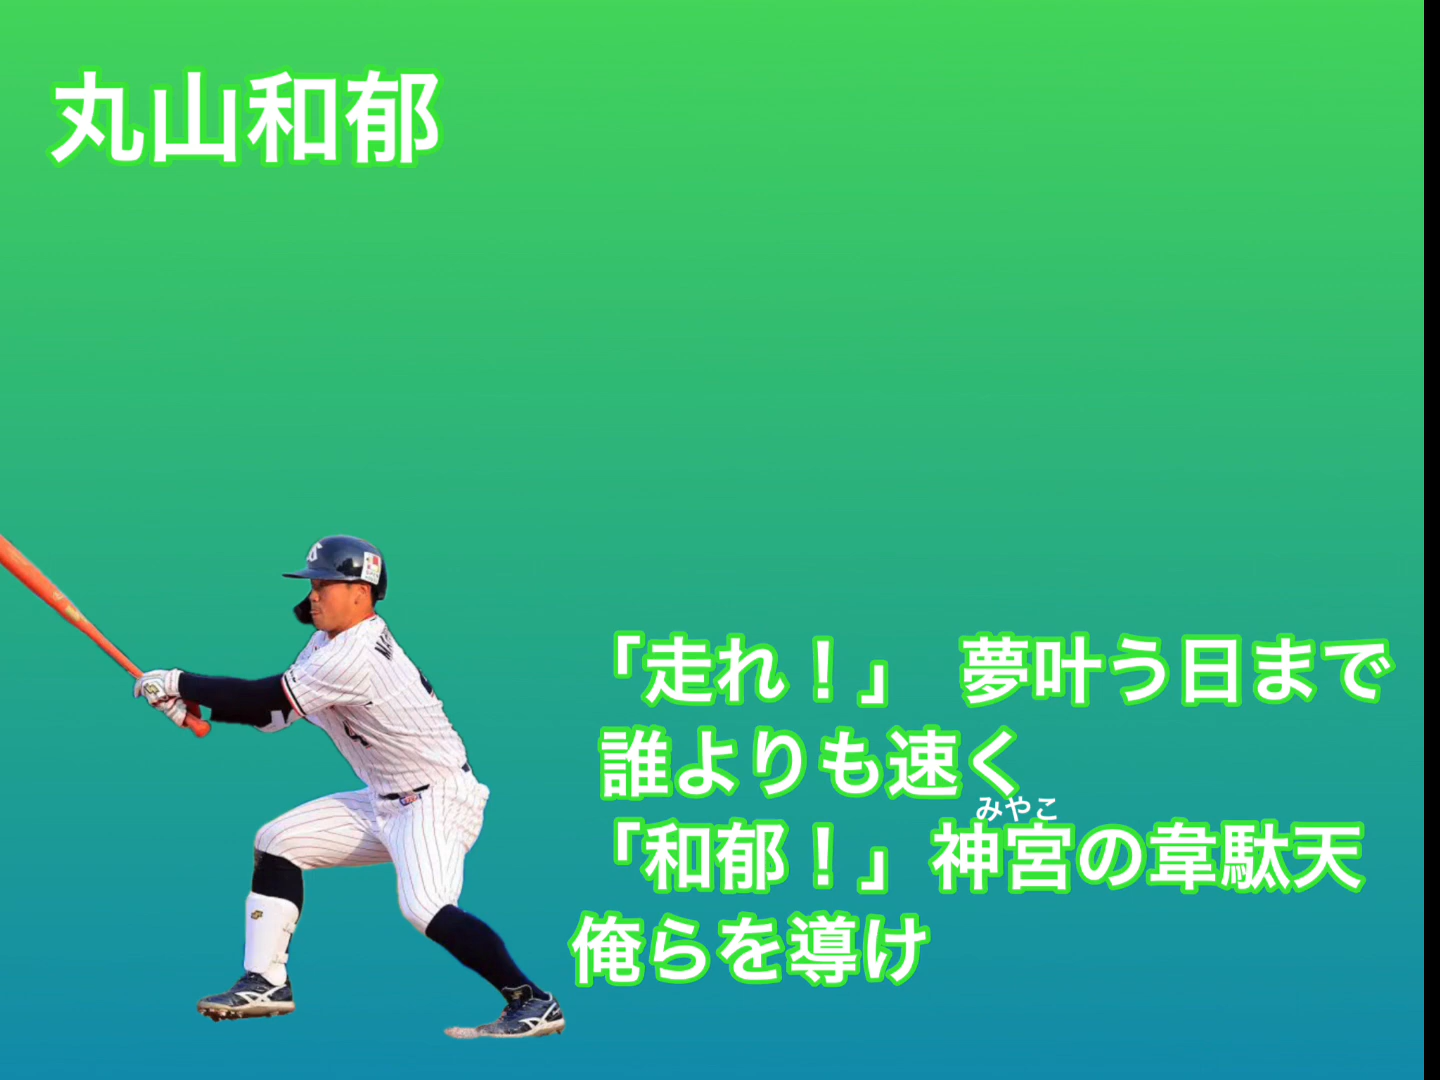 丸山和郁
「走れ！」 夢叶う日まで
誰よりも速く
みやこ
「和郁！」神宮の韋駄天
俺らを導け